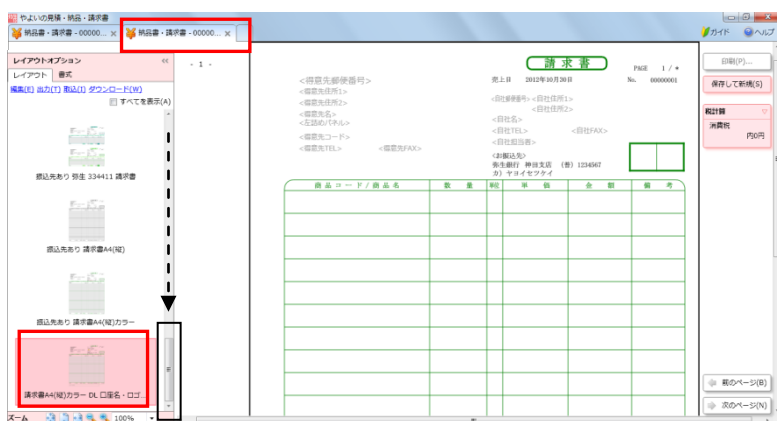 やよいの見積・納品・請求書
納品書・請求書 - 00000... x
納品書・請求書 - 00000... x
ガイド
ヘルプ
レイアウトオプション <<
レイアウト 書式
編集(E) 出力(T) 取込(I) ダウンロード(W)
すべてを表示(A)
振込先あり 弥生 334411 請求書
振込先あり 請求書A4(縦)
振込先あり 請求書A4(縦)カラー
請求書A4(縦)カラー DL 口座名・ロゴ...
ズーム 100%
- 1 -
請求書
PAGE 1 / *
売上日 2012年10月30日 No. 00000001
<得意先郵便番号>
<得意先住所1>
<得意先住所2>
<得意先名>
<左詰めパネル>
<得意先コード>
<得意先TEL> <得意先FAX>
<自社郵便番号> <自社住所1>
<自社住所2>
<自社名>
<自社TEL> <自社FAX>
<自社担当者>
<お振込先>
弥生銀行 神田支店 (普) 1234567
カ) ヤヨイセツケイ
商品コード/商品名 数量 単位 単価 金額 備考
印刷(P)...
保存して新規(S)
税計算
消費税
円0円
前のページ(B)
次のページ(N)